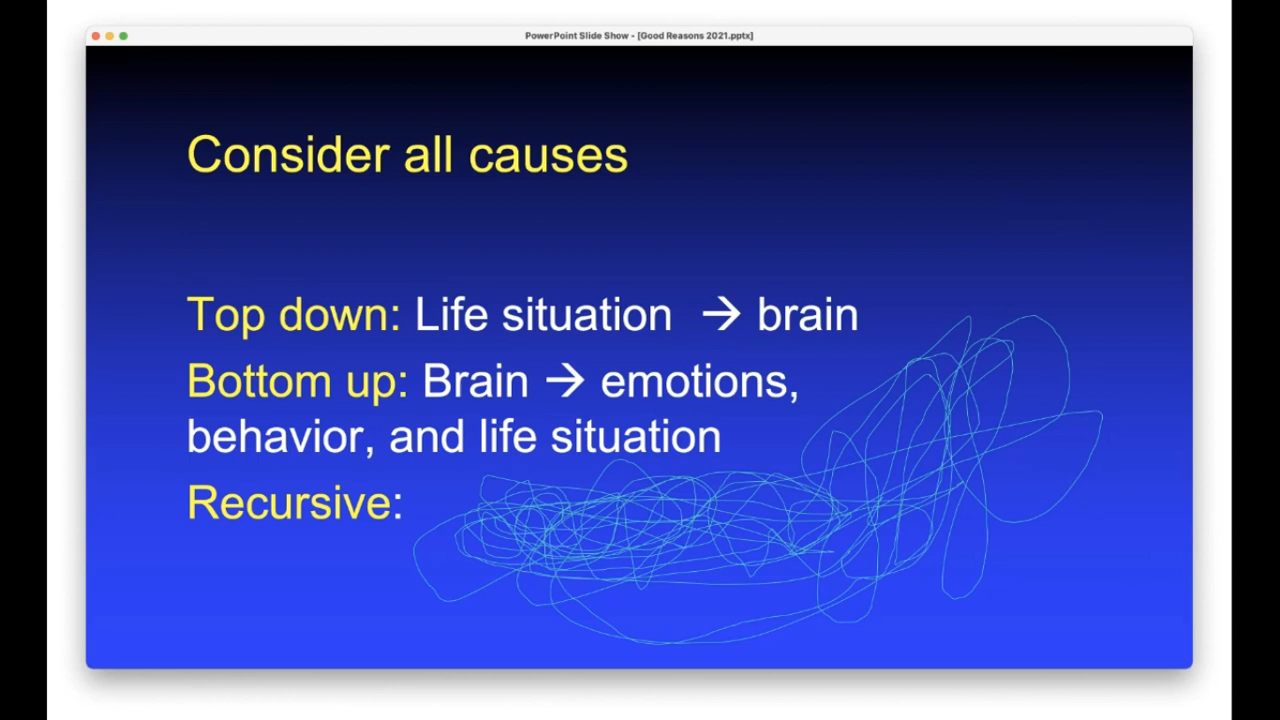 PowerPoint Slide Show - [Good Reasons 2021.pptx]
Consider all causes
Top down: Life situation → brain
Bottom up: Brain → emotions,
behavior, and life situation
Recursive: